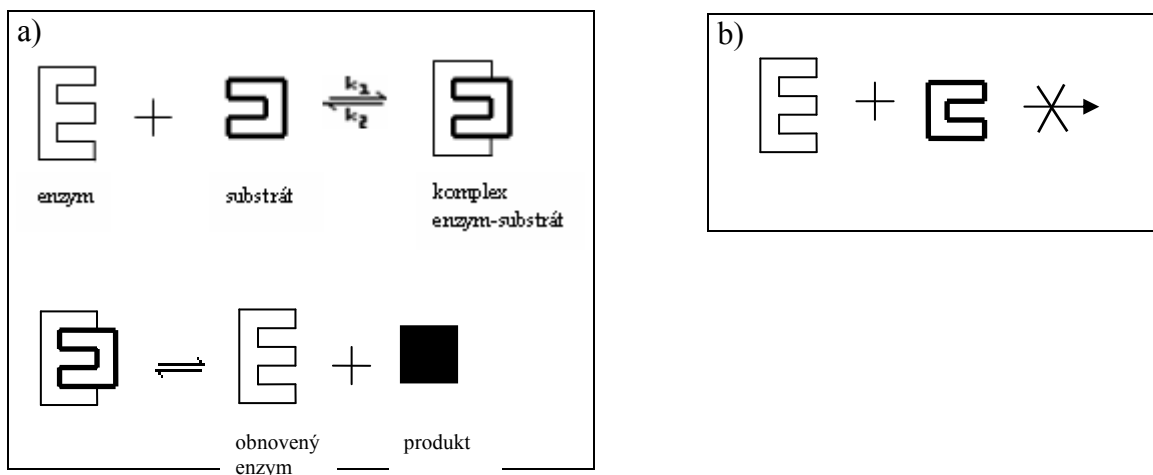 a)
k₁
k₂
enzym
substrát
komplex
enzym-substrát
obnovený
enzym
produkt
b)